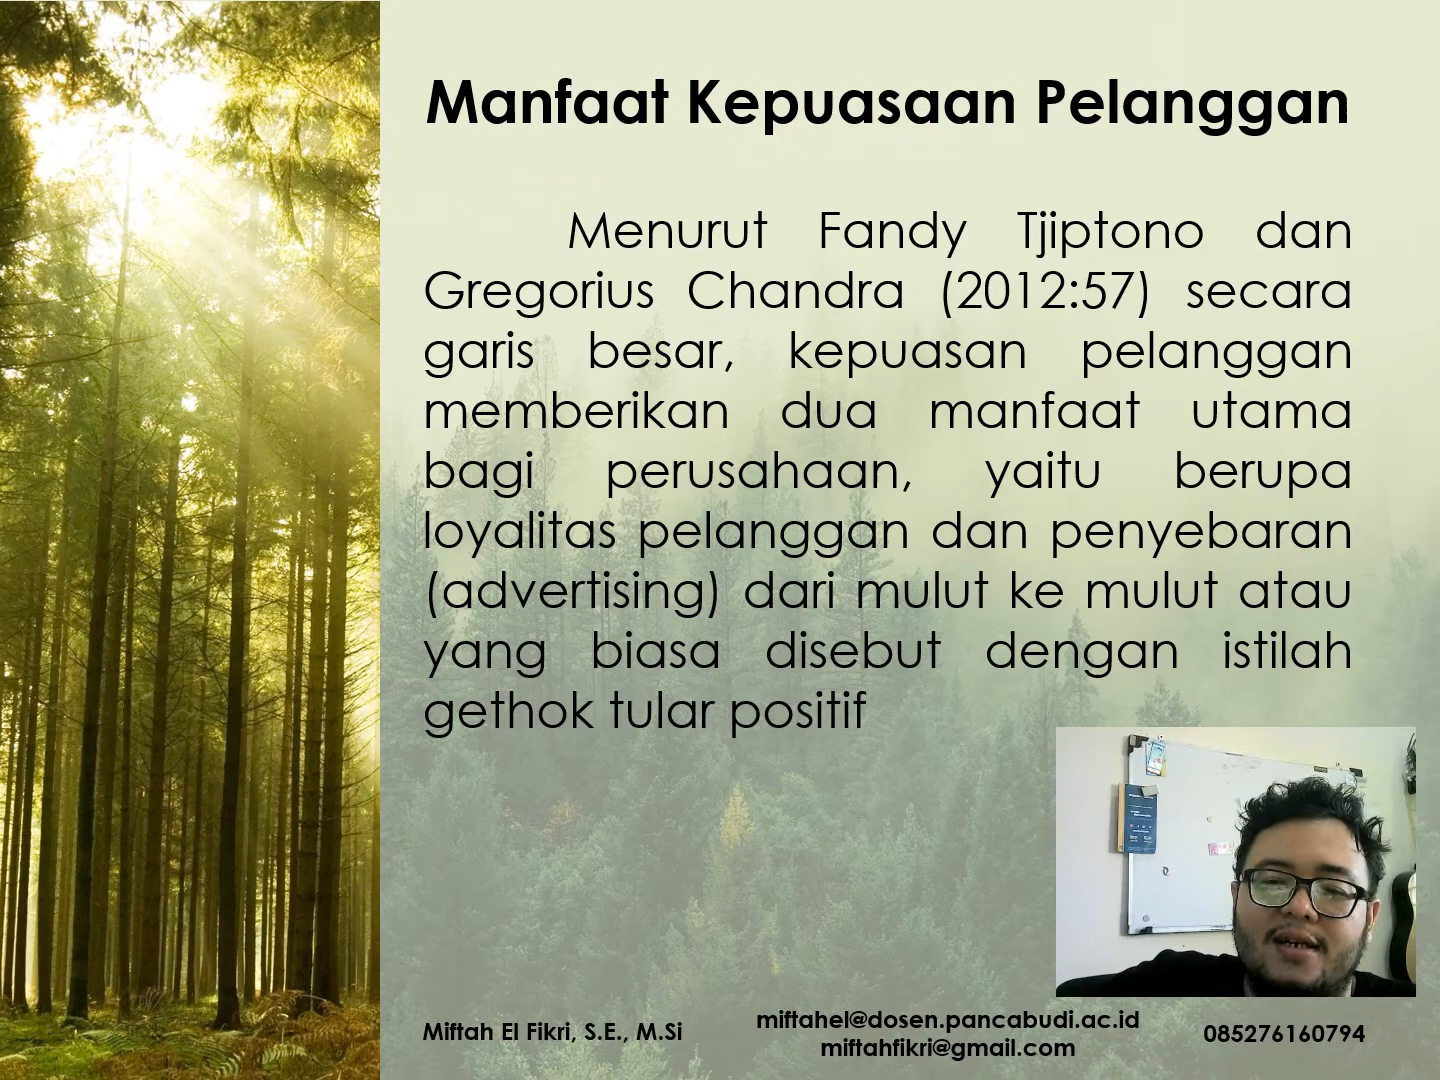 Manfaat Kepuasaan Pelanggan
Menurut Fandy Tjiptono dan
Gregorius Chandra (2012:57) secara
garis besar, kepuasan pelanggan
memberikan dua manfaat utama
bagi perusahaan, yaitu berupa
loyalitas pelanggan dan penyebaran
(advertising) dari mulut ke mulut atau
yang biasa disebut dengan istilah
gethok tular positif
Miftah El Fikri, S.E., M.Si
miftahel@dosen.pancabudi.ac.id
miftahfikri@gmail.com
085276160794